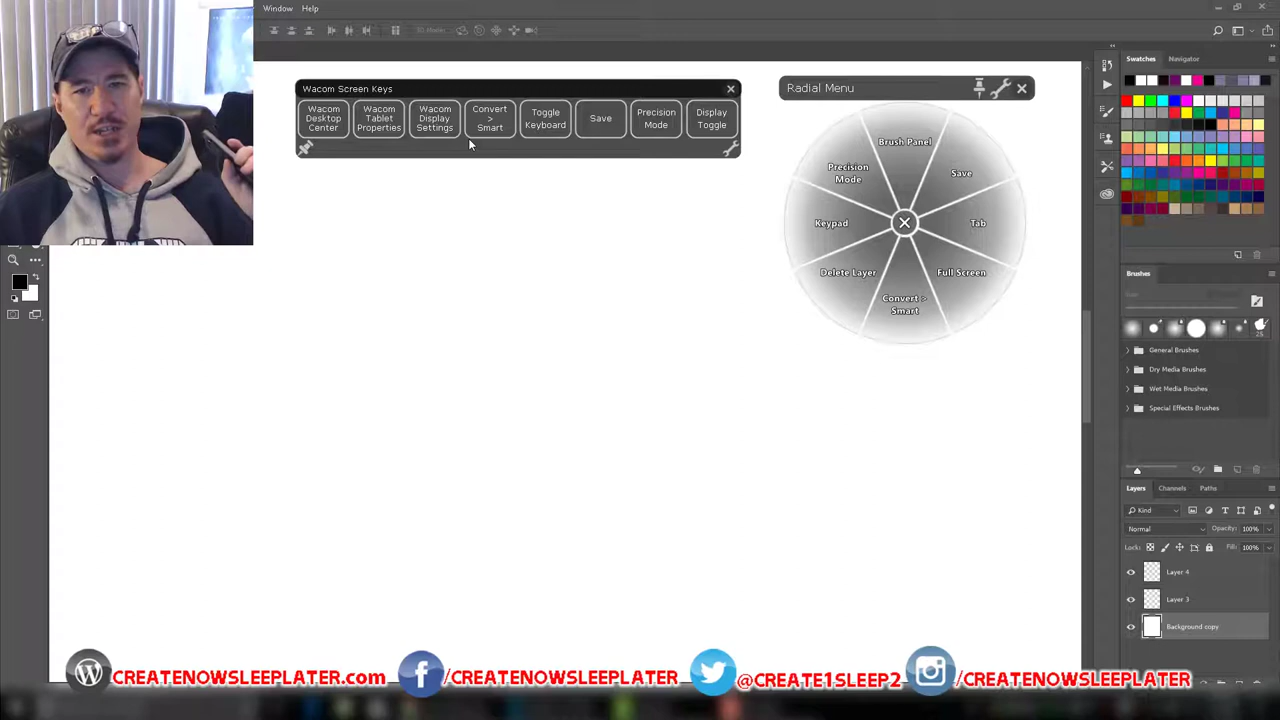 Window Help
Wacom Screen Keys
Wacom Desktop Center
Wacom Tablet Properties
Wacom Display Settings
Convert > Smart
Toggle Keyboard
Save
Precision Mode
Display Toggle
Radial Menu
Brush Panel
Precision Mode
Save
Keypad
Tab
Delete Layer
Full Screen
Convert > Smart
Swatches Navigator
Brushes
25
General Brushes
Dry Media Brushes
Wet Media Brushes
Special Effects Brushes
Layers Channels Paths
Kind
Normal Opacity: 100%
Lock: Fill: 100%
Layer 4
Layer 3
Background copy
CREATENOWSLEEPLATER.com /CREATENOWSLEEPLATER @CREATE1SLEEP2 /CREATENOWSLEEPLATER